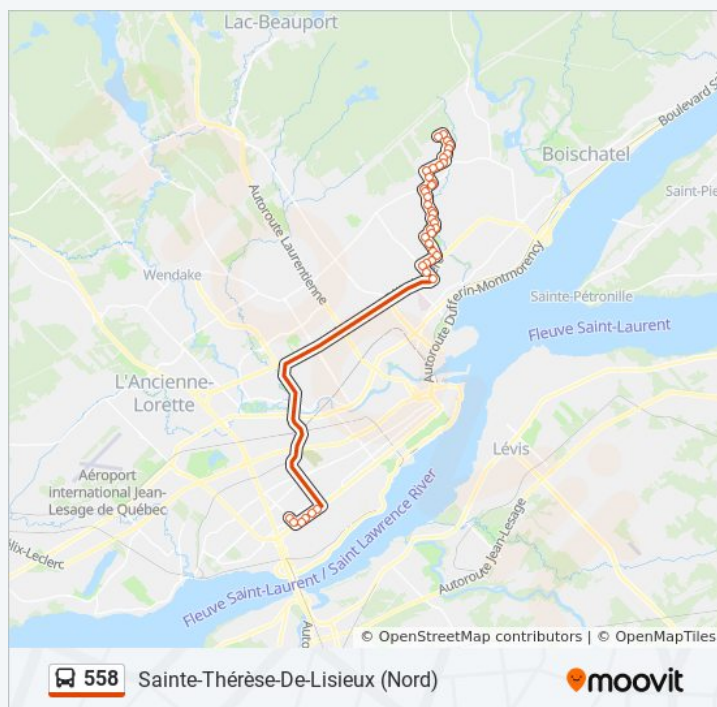 Lac-Beauport
Boulevard S
Boischatel
Autoroute Laurentienne
Saint-Pie
Wendake
Autoroute Dufferin-Montmorency
Sainte-Pétronille
Fleuve Saint-Laurent
L'Ancienne-
Lorette
Lévis
Aéroport
international Jean-
Lesage de Québec
élix-Leclerc
Fleuve Saint-Laurent / Saint Lawrence River
Autoroute Jean-Lesage
Auto
© OpenStreetMap contributors | © OpenMapTiles
558 Sainte-Thérèse-De-Lisieux (Nord)
moovit